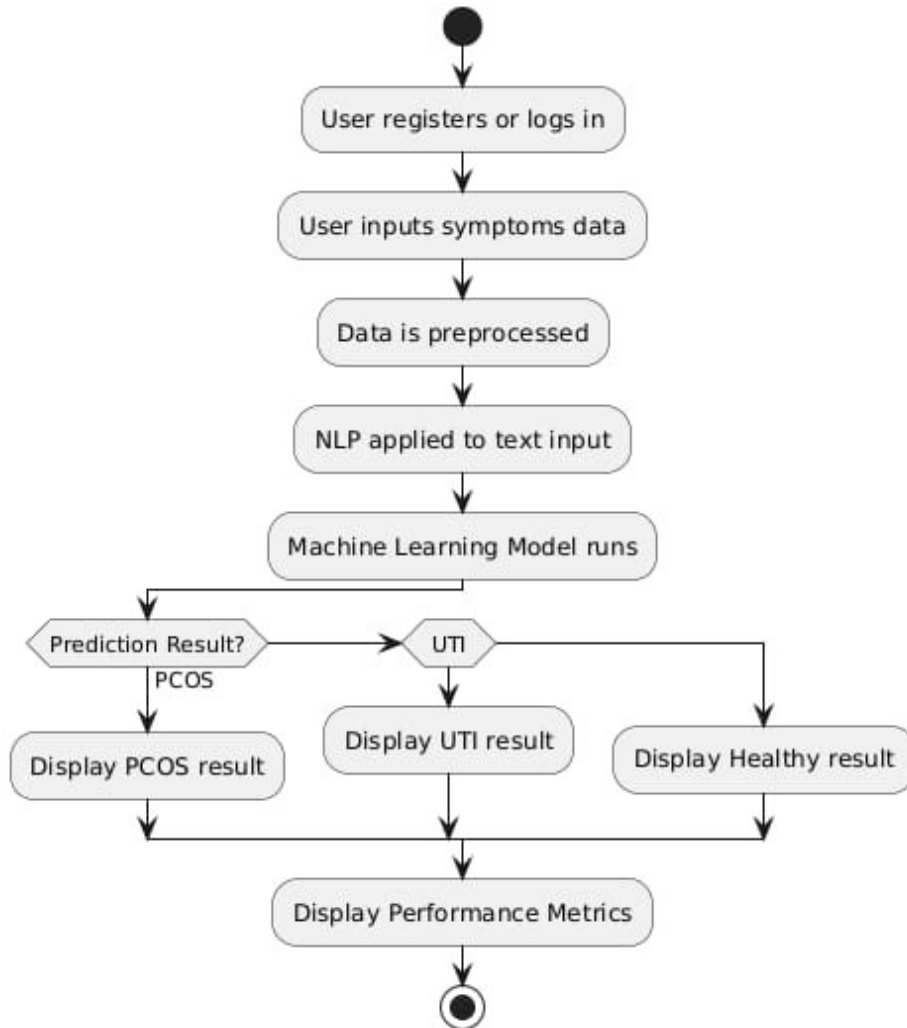 User registers or logs in
User inputs symptoms data
Data is preprocessed
NLP applied to text input
Machine Learning Model runs
Prediction Result?
UTI
PCOS
Display PCOS result
Display UTI result
Display Healthy result
Display Performance Metrics